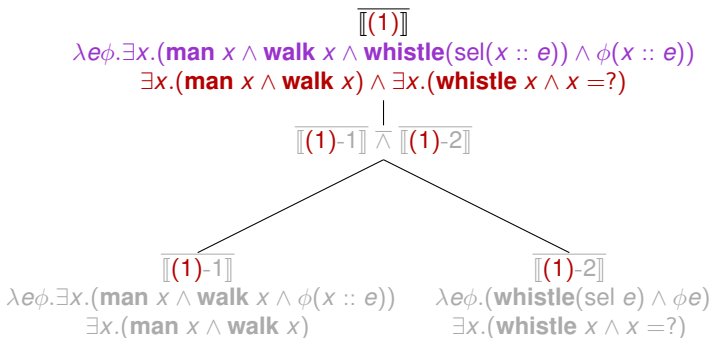 ⟦(1)⟧
λeϕ.∃x.(man x ∧ walk x ∧ whistle(sel(x :: e)) ∧ ϕ(x :: e))
∃x.(man x ∧ walk x) ∧ ∃x.(whistle x ∧ x =?)
⟦(1)-1⟧ ∧ ⟦(1)-2⟧
⟦(1)-1⟧ ⟦(1)-2⟧
λeϕ.∃x.(man x ∧ walk x ∧ ϕ(x :: e)) λeϕ.(whistle(sel e) ∧ ϕe)
∃x.(man x ∧ walk x) ∃x.(whistle x ∧ x =?)